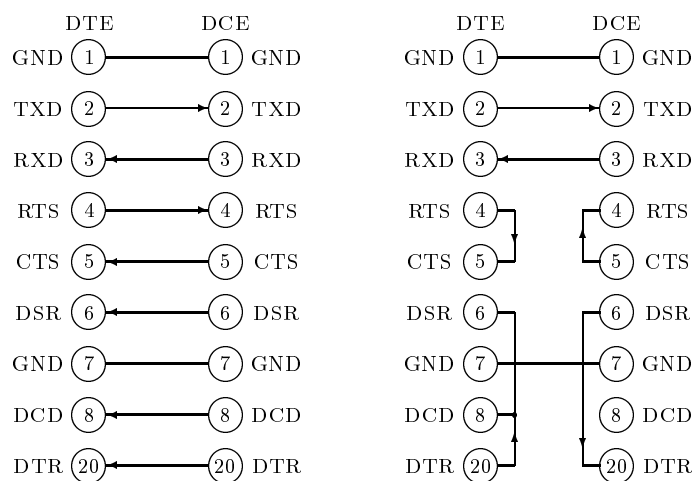 DTE DCE DTE DCE
GND 1 1 GND GND 1 1 GND
TXD 2 2 TXD TXD 2 2 TXD
RXD 3 3 RXD RXD 3 3 RXD
RTS 4 4 RTS RTS 4 4 RTS
CTS 5 5 CTS CTS 5 5 CTS
DSR 6 6 DSR DSR 6 6 DSR
GND 7 7 GND GND 7 7 GND
DCD 8 8 DCD DCD 8 8 DCD
DTR 20 20 DTR DTR 20 20 DTR